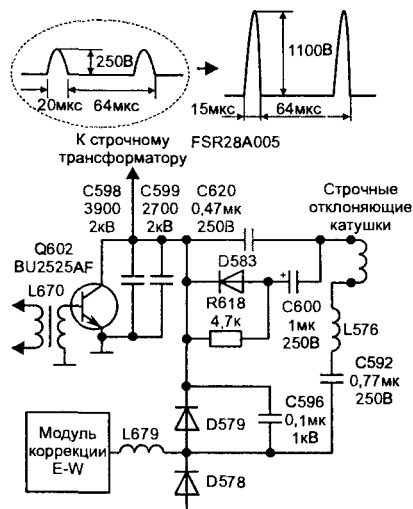 250В
1100В
20мкс
64мкс
15мкс
64мкс
К строчному
трансформатору
FSR28A005
C598
3900
2кВ
C599
2700
2кВ
C620
0,47мк
250В
Строчные
отклоняющие
катушки
Q602
BU2525AF
L670
D583
R618
4,7к
+
C600
1мк
250В
L576
C592
0,77мк
250В
C596
0,1мк
1кВ
D579
Модуль
коррекции
E-W
L679
D578